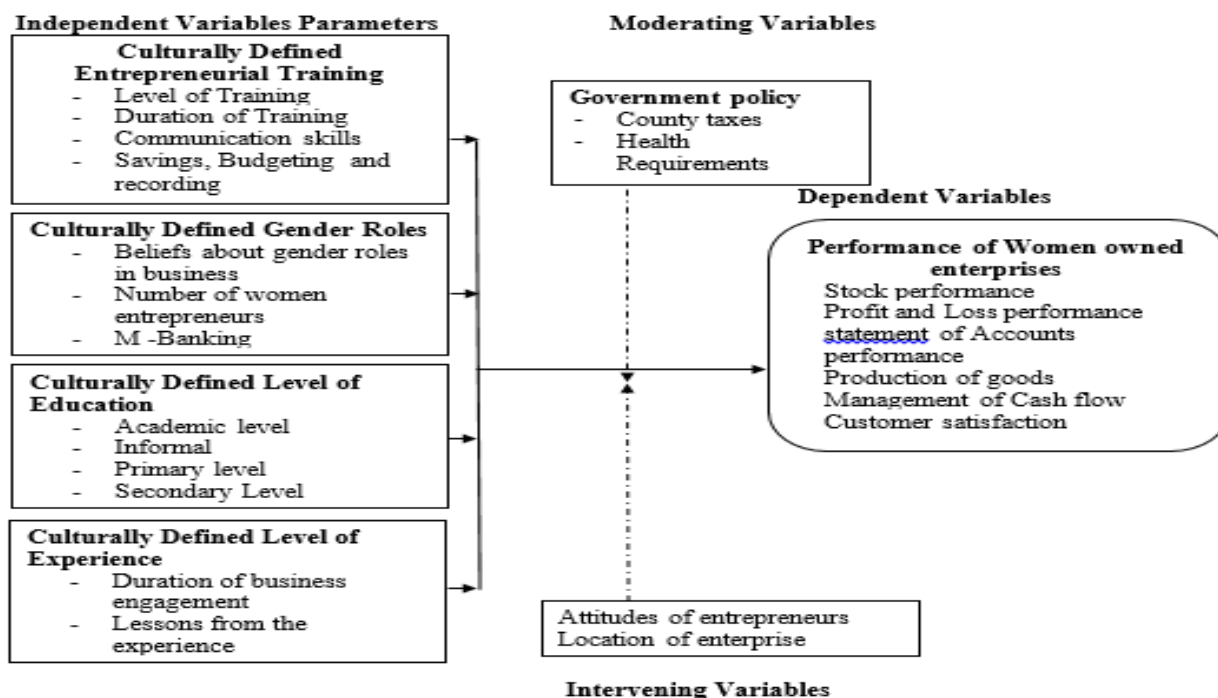 Independent Variables Parameters
Culturally Defined
Entrepreneurial Training
- Level of Training
- Duration of Training
- Communication skills
- Savings, Budgeting and
recording
Culturally Defined Gender Roles
- Beliefs about gender roles
in business
- Number of women
entrepreneurs
- M -Banking
Culturally Defined Level of
Education
- Academic level
- Informal
- Primary level
- Secondary Level
Culturally Defined Level of
Experience
- Duration of business
engagement
- Lessons from the
experience
Moderating Variables
Government policy
- County taxes
- Health
Requirements
Dependent Variables
Performance of Women owned
enterprises
Stock performance
Profit and Loss performance
statement of Accounts
performance
Production of goods
Management of Cash flow
Customer satisfaction
Attitudes of entrepreneurs
Location of enterprise
Intervening Variables